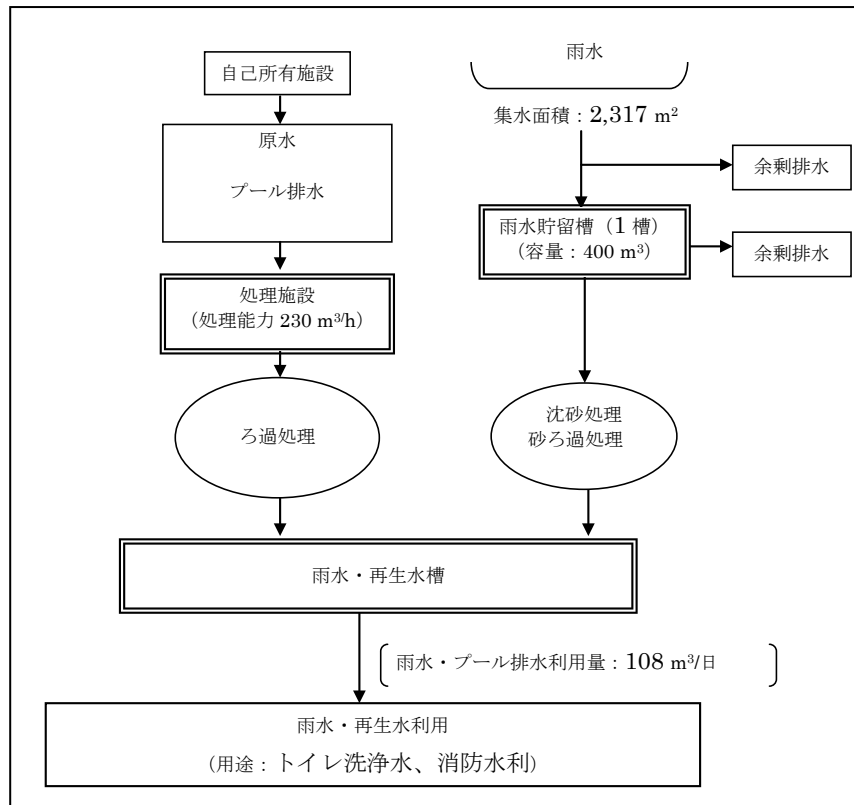 自己所有施設
原水
プール排水
処理施設
（処理能力 230 m³/h）
ろ過処理
雨水
集水面積：2,317 m²
余剰排水
雨水貯留槽（1 槽）
（容量：400 m³）
余剰排水
沈砂処理
砂ろ過処理
雨水・再生水槽
雨水・プール排水利用量：108 m³/日
雨水・再生水利用
（用途：トイレ洗浄水、消防水利）